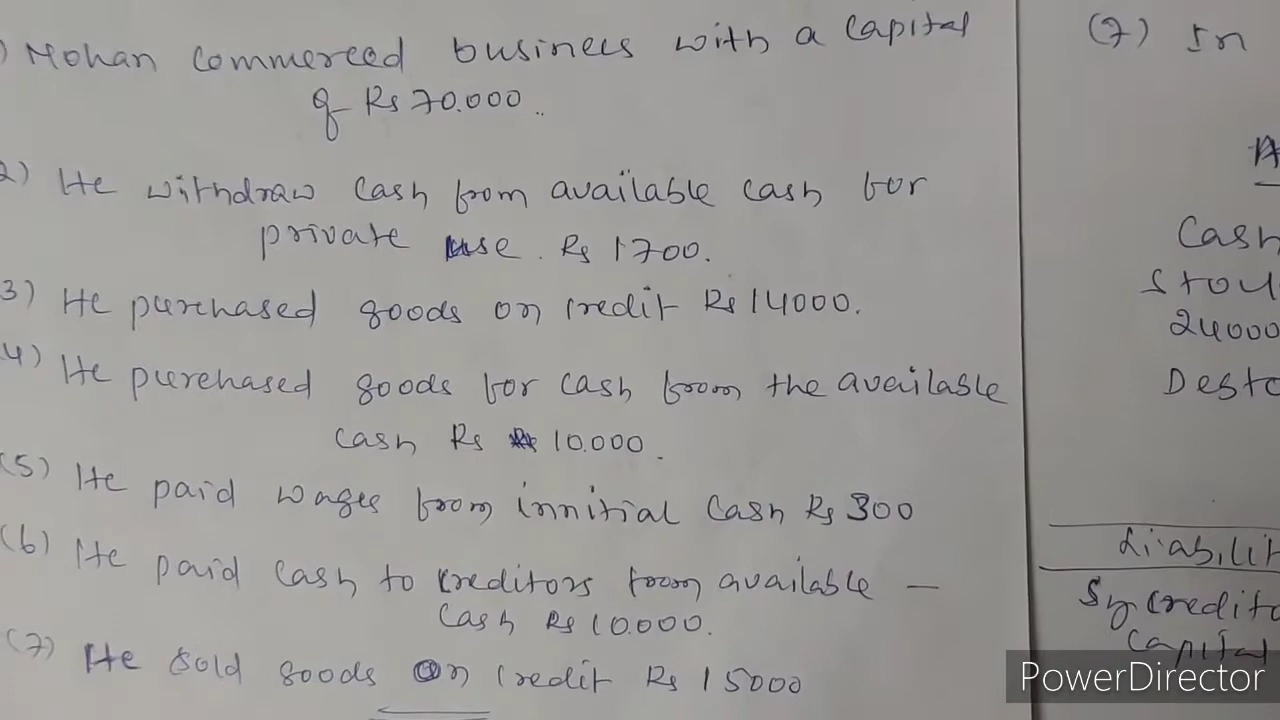 ) Mohan Commerced business with a Capital
of Rs 70.000..
2) He withdraw Cash from available cash for
private use. Rs 1700.
3) He purchased goods on credit Rs 14000.
4) He purchased goods for cash from the available
cash Rs 10.000.
(5) He paid wages from innitial Cash Rs 300
(6) He paid cash to creditors from available —
Cash Rs 10.000.
(7) He sold goods on credit Rs 15000
(7) In
A
Cash
Stou
24000
Desto
Liabilit
Sy Credito
Capital
PowerDirector